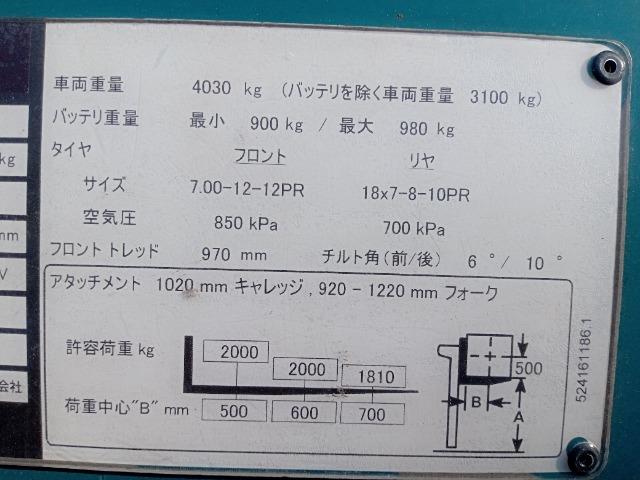 車両重量 4030 kg (バッテリを除く車両重量 3100 kg)
バッテリ重量 最小 900 kg / 最大 980 kg
タイヤ フロント リヤ
kg
サイズ 7.00-12-12PR 18x7-8-10PR
空気圧 850 kPa 700 kPa
mm
フロント トレッド 970 mm チルト角(前/後) 6 °/ 10 °
V
アタッチメント 1020 mm キャレッジ , 920 - 1220 mm フォーク
許容荷重 kg 2000 2000 1810
500
会社
荷重中心"B" mm 500 600 700
B
A
524161186.1